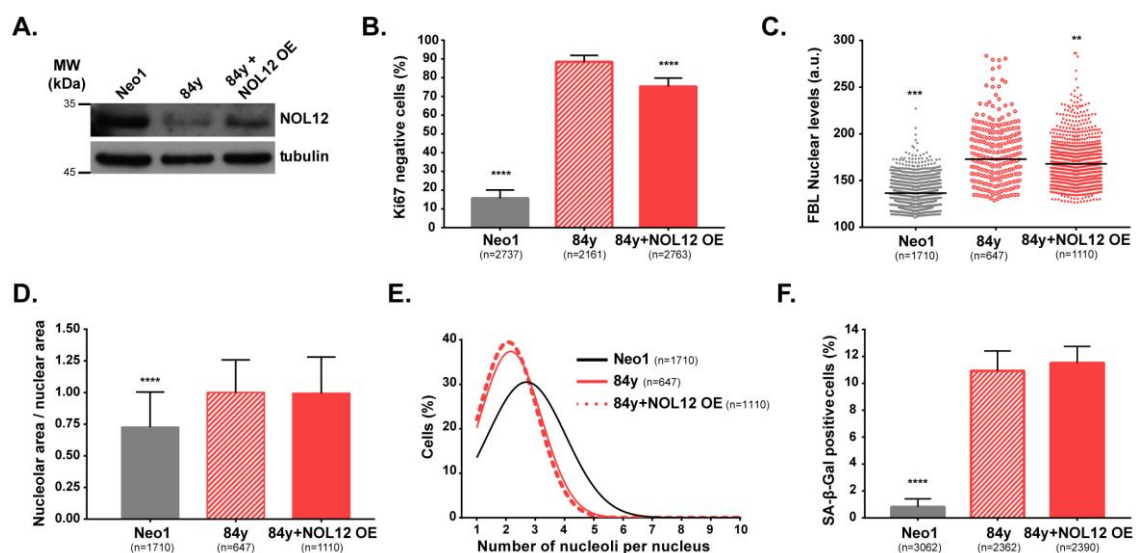 A.
MW
(kDa)
Neo1
84y
84y +
NOL12 OE
35
NOL12
tubulin
45
B.
Ki67 negative cells (%)
100
90
80
70
60
50
40
30
20
10
0
****
****
Neo1
(n=2737)
84y
(n=2161)
84y+NOL12 OE
(n=2763)
C.
FBL Nuclear levels (a.u.)
300
250
200
150
100
***
**
Neo1
(n=1710)
84y
(n=647)
84y+NOL12 OE
(n=1110)
D.
Nucleolar area / nuclear area
1.50
1.25
1.00
0.75
0.50
0.25
0.00
****
Neo1
(n=1710)
84y
(n=647)
84y+NOL12 OE
(n=1110)
E.
Cells (%)
40
30
20
10
0
Neo1 (n=1710)
84y (n=647)
84y+NOL12 OE (n=1110)
1 2 3 4 5 6 7 8 9 10
Number of nucleoli per nucleus
F.
SA-β-Gal positive cells (%)
14
12
10
8
6
4
2
0
****
Neo1
(n=3062)
84y
(n=2362)
84y+NOL12 OE
(n=2390)